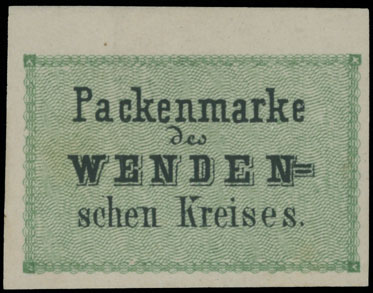 Packenmarke
des
WENDEN=
schen Kreises.